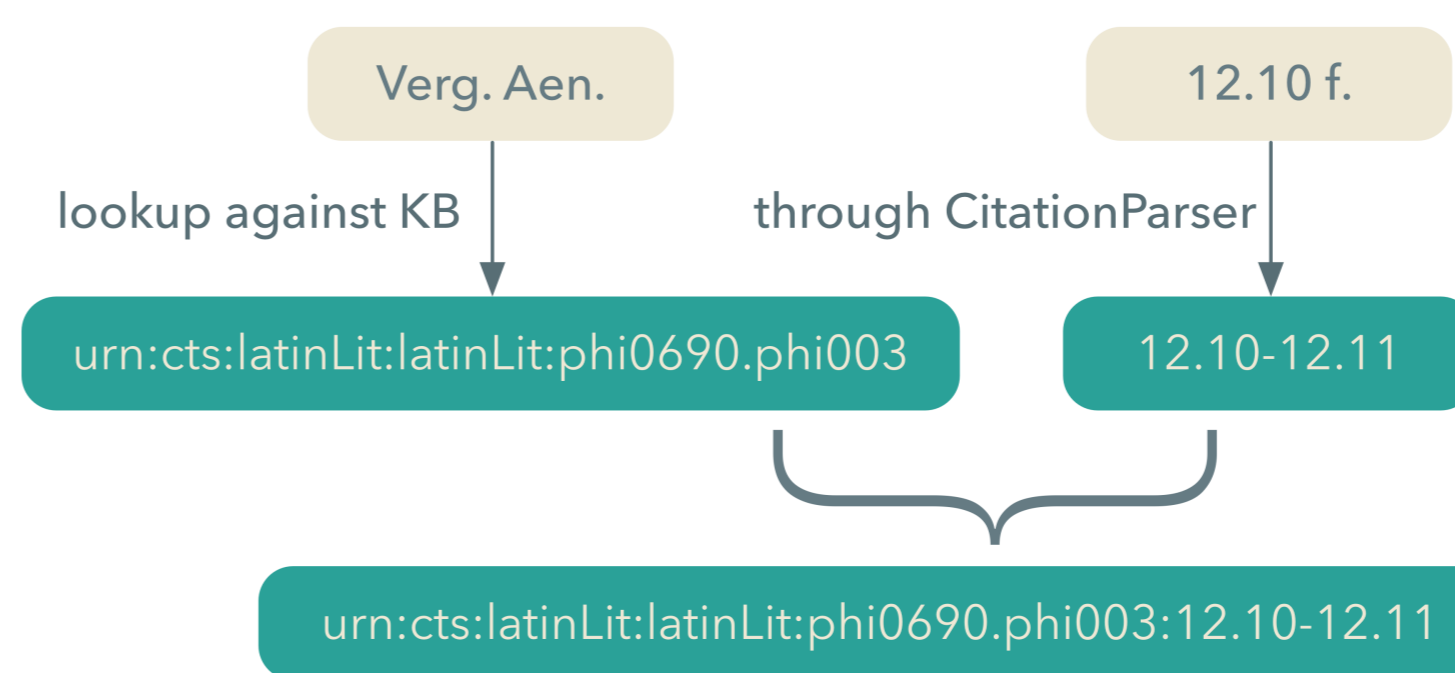 Verg. Aen.
12.10 f.
lookup against KB
through CitationParser
urn:cts:latinLit:latinLit:phi0690.phi003
12.10-12.11
urn:cts:latinLit:latinLit:phi0690.phi003:12.10-12.11